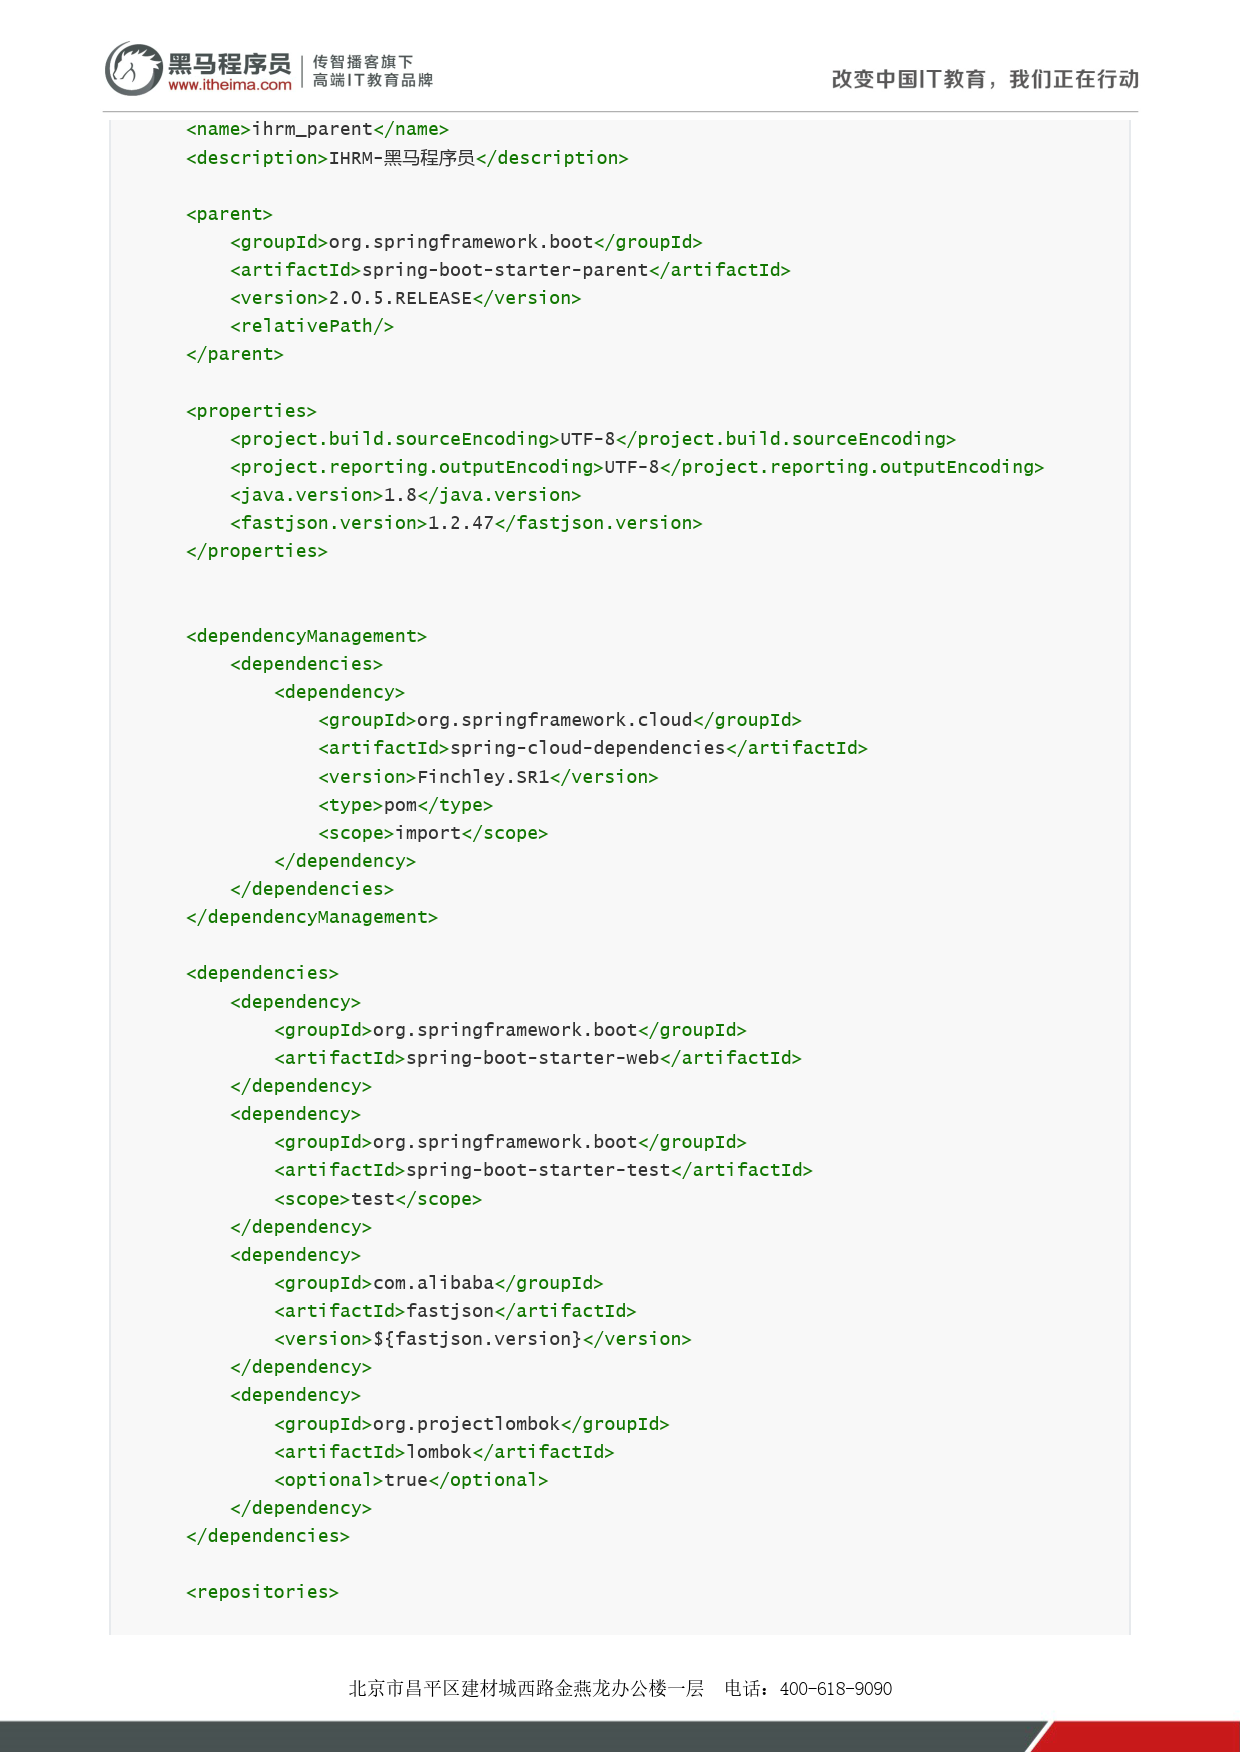 黑马程序员
www.itheima.com
传智播客旗下
高端IT教育品牌
改变中国IT教育，我们正在行动
<name>ihrm_parent</name>
<description>IHRM-黑马程序员</description>
<parent>
<groupId>org.springframework.boot</groupId>
<artifactId>spring-boot-starter-parent</artifactId>
<version>2.0.5.RELEASE</version>
<relativePath/>
</parent>
<properties>
<project.build.sourceEncoding>UTF-8</project.build.sourceEncoding>
<project.reporting.outputEncoding>UTF-8</project.reporting.outputEncoding>
<java.version>1.8</java.version>
<fastjson.version>1.2.47</fastjson.version>
</properties>
<dependencyManagement>
<dependencies>
<dependency>
<groupId>org.springframework.cloud</groupId>
<artifactId>spring-cloud-dependencies</artifactId>
<version>Finchley.SR1</version>
<type>pom</type>
<scope>import</scope>
</dependency>
</dependencies>
</dependencyManagement>
<dependencies>
<dependency>
<groupId>org.springframework.boot</groupId>
<artifactId>spring-boot-starter-web</artifactId>
</dependency>
<dependency>
<groupId>org.springframework.boot</groupId>
<artifactId>spring-boot-starter-test</artifactId>
<scope>test</scope>
</dependency>
<dependency>
<groupId>com.alibaba</groupId>
<artifactId>fastjson</artifactId>
<version>${fastjson.version}</version>
</dependency>
<dependency>
<groupId>org.projectlombok</groupId>
<artifactId>lombok</artifactId>
<optional>true</optional>
</dependency>
</dependencies>
<repositories>
北京市昌平区建材城西路金燕龙办公楼一层 电话：400-618-9090